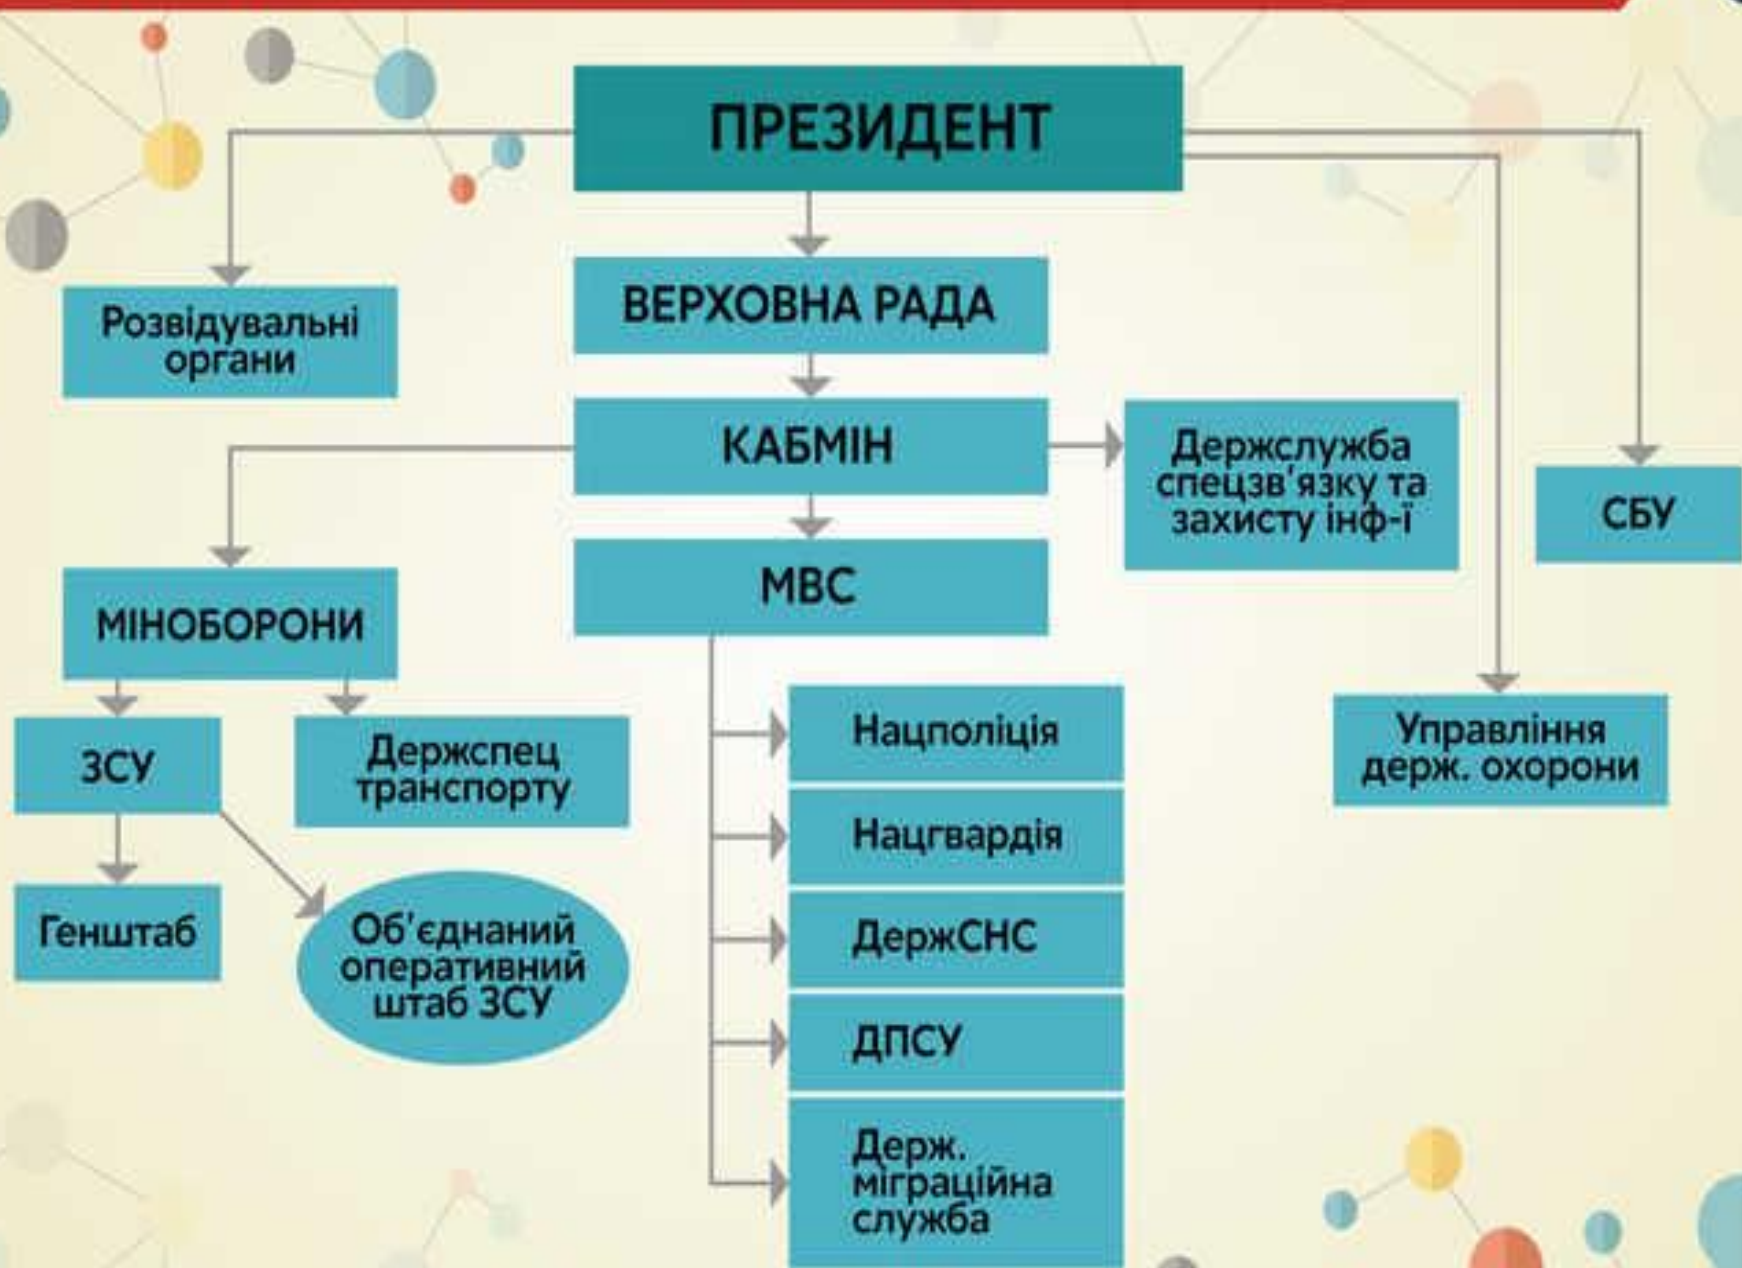 ПРЕЗИДЕНТ
Розвідувальні
органи
ВЕРХОВНА РАДА
КАБМІН
Держслужба
спецзв'язку та
захисту інф-ї
СБУ
МІНОБОРОНИ
МВС
ЗСУ
Держспец
транспорту
Нацполіція
Управління
держ. охорони
Нацгвардія
Генштаб
Об'єднаний
оперативний
штаб ЗСУ
ДержСНС
ДПСУ
Держ.
міграційна
служба